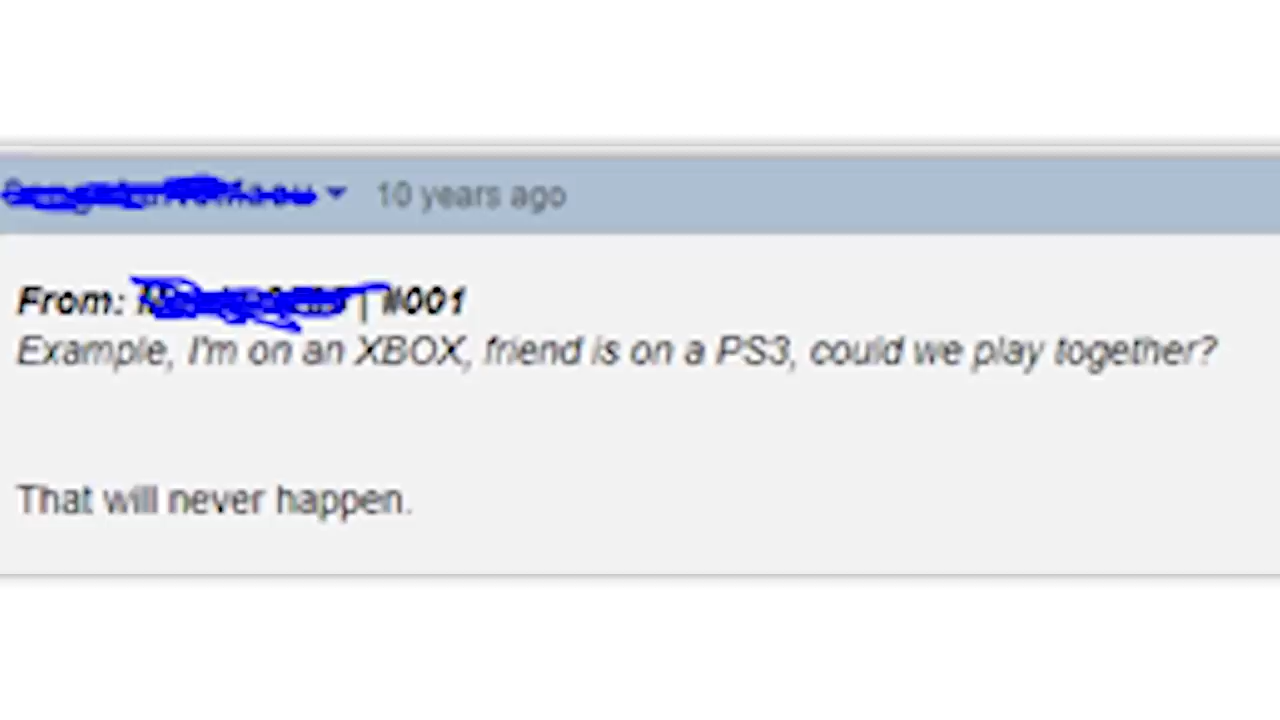 10 years ago
From: | #001
Example, I'm on an XBOX, friend is on a PS3, could we play together?
That will never happen.